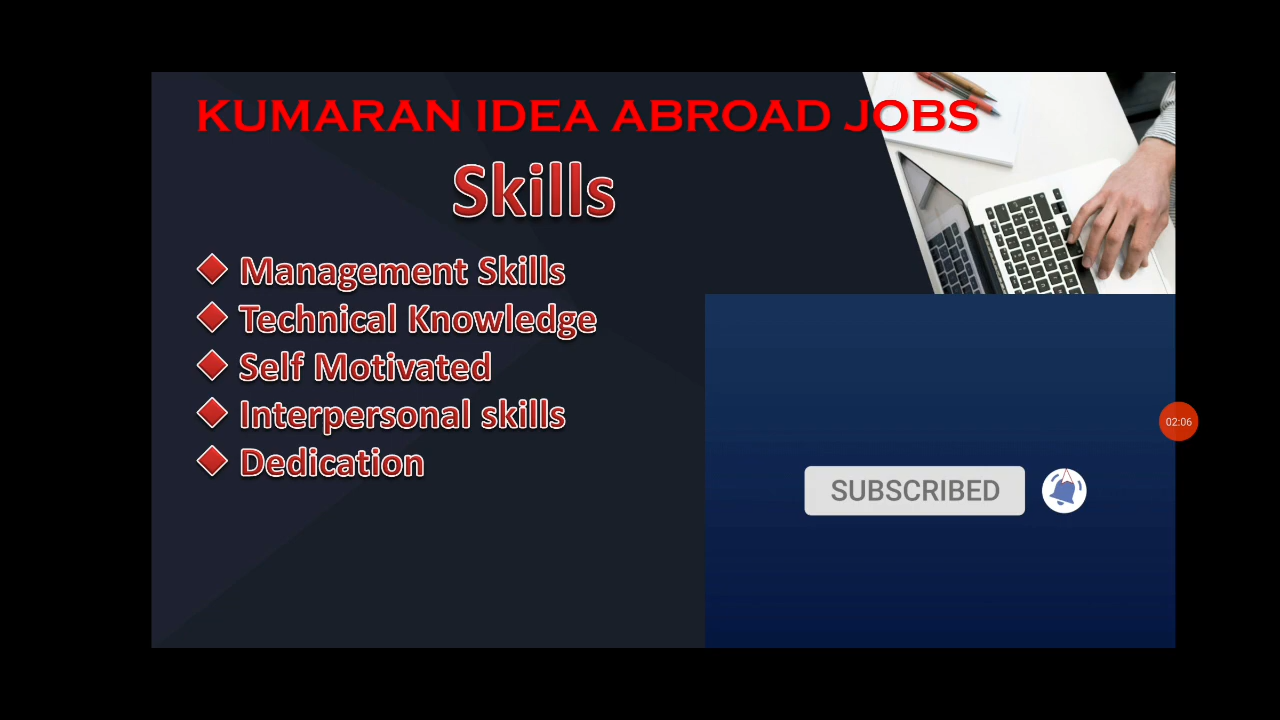 KUMARAN IDEA ABROAD JOBS
Skills
Management Skills
Technical Knowledge
Self Motivated
Interpersonal skills
Dedication
02:06
SUBSCRIBED